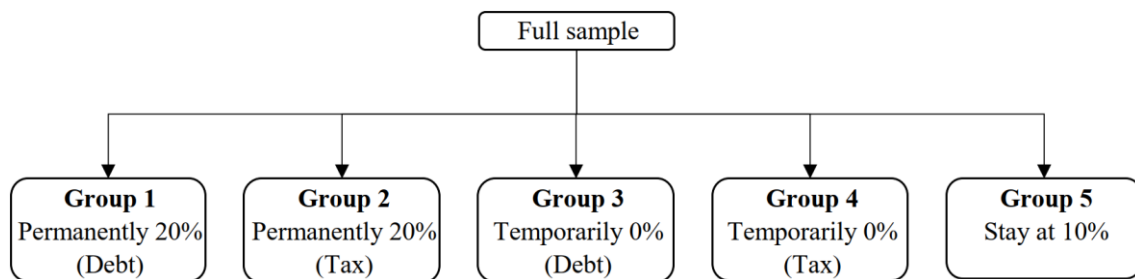 Full sample
Group 1
Permanently 20%
(Debt)
Group 2
Permanently 20%
(Tax)
Group 3
Temporarily 0%
(Debt)
Group 4
Temporarily 0%
(Tax)
Group 5
Stay at 10%